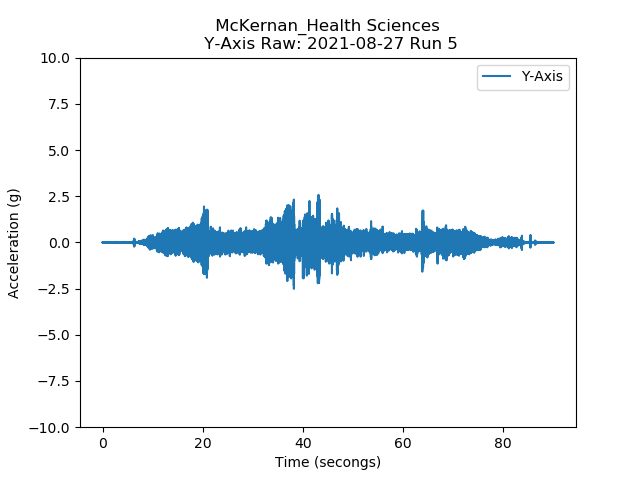 McKernan_Health Sciences
Y-Axis Raw: 2021-08-27 Run 5
Y-Axis
10.0
7.5
5.0
2.5
0.0
−2.5
−5.0
−7.5
−10.0
Acceleration (g)
0 20 40 60 80
Time (seconds)